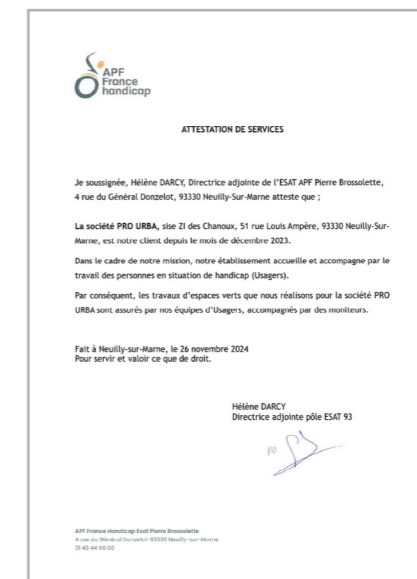 APF
France
handicap
ATTESTATION DE SERVICES
Je soussignée, Hélène DARCY, Directrice adjointe de l'ESAT APF Pierre Brossolette,
4 rue du Général Donzelot, 93330 Neuilly-Sur-Marne atteste que ;
La société PRO URBA, sise ZI des Chanoux, 51 rue Louis Ampère, 93330 Neuilly-Sur-
Marne, est notre client depuis le mois de décembre 2023.
Dans le cadre de notre mission, notre établissement accueille et accompagne par le
travail des personnes en situation de handicap (Usagers).
Par conséquent, les travaux d'espaces verts que nous réalisons pour la société PRO
URBA sont assurés par nos équipes d'Usagers, accompagnés par des moniteurs.
Fait à Neuilly-sur-Marne, le 26 novembre 2024
Pour servir et valoir ce que de droit.
Hélène DARCY
Directrice adjointe pôle ESAT 93
APF France Handicap Esat Pierre Brossolette
4 rue du Général Donzelot-93330 Neuilly-sur-Marne